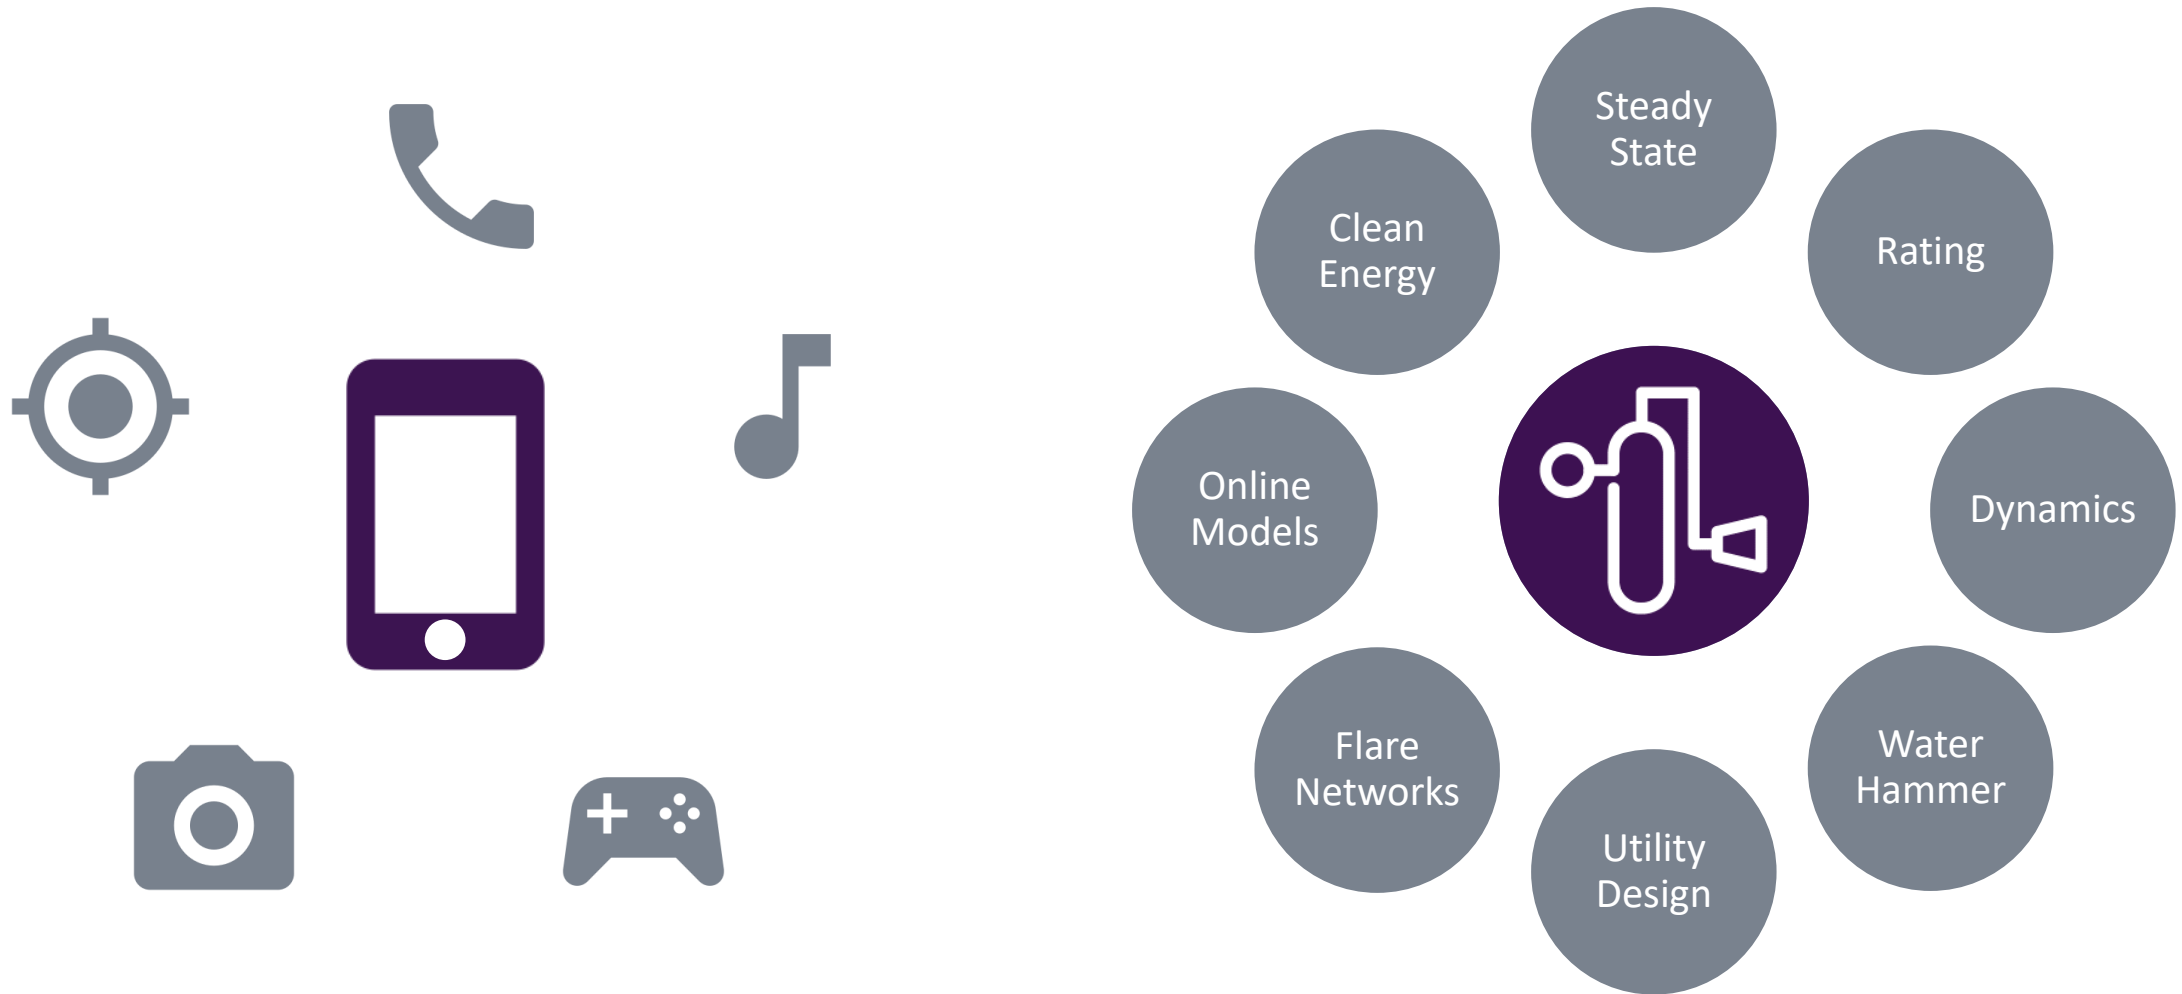 Steady
State
Rating
Dynamics
Water
Hammer
Utility
Design
Flare
Networks
Online
Models
Clean
Energy